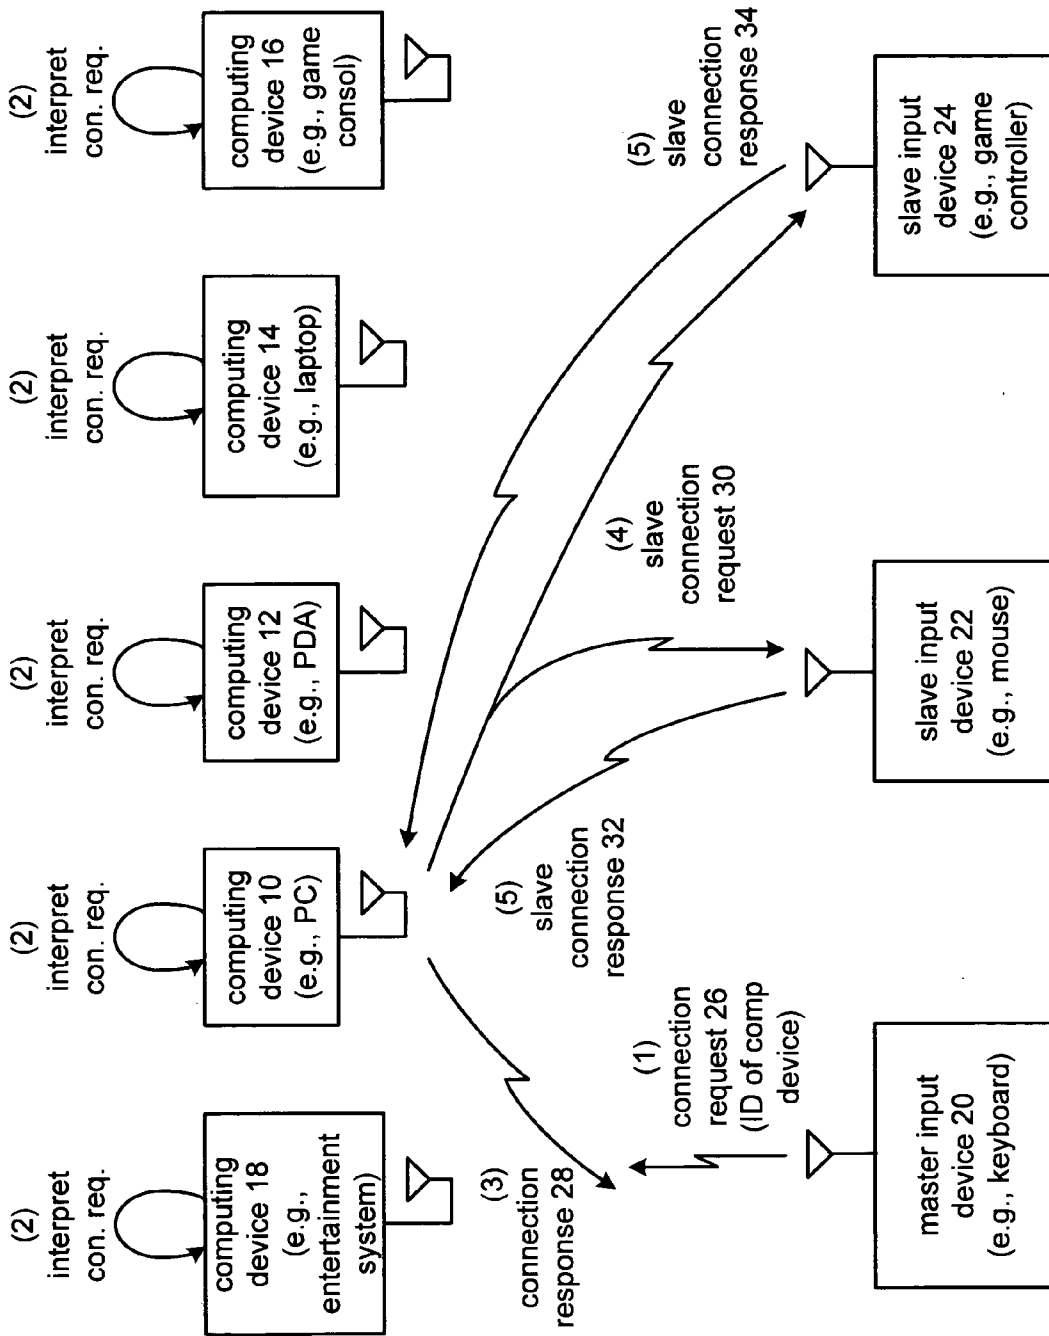 (2)
interpret
con. req.
computing
device 18
(e.g.,
entertainment
system)
(2)
interpret
con. req.
computing
device 10
(e.g., PC)
(2)
interpret
con. req.
computing
device 12
(e.g., PDA)
(2)
interpret
con. req.
computing
device 14
(e.g., laptop)
(2)
interpret
con. req.
computing
device 16
(e.g., game
consol)
(3)
connection
response 28
(1)
connection
request 26
(ID of comp
device)
(5)
slave
connection
response 32
(4)
slave
connection
request 30
(5)
slave
connection
response 34
master input
device 20
(e.g., keyboard)
slave input
device 22
(e.g., mouse)
slave input
device 24
(e.g., game
controller)